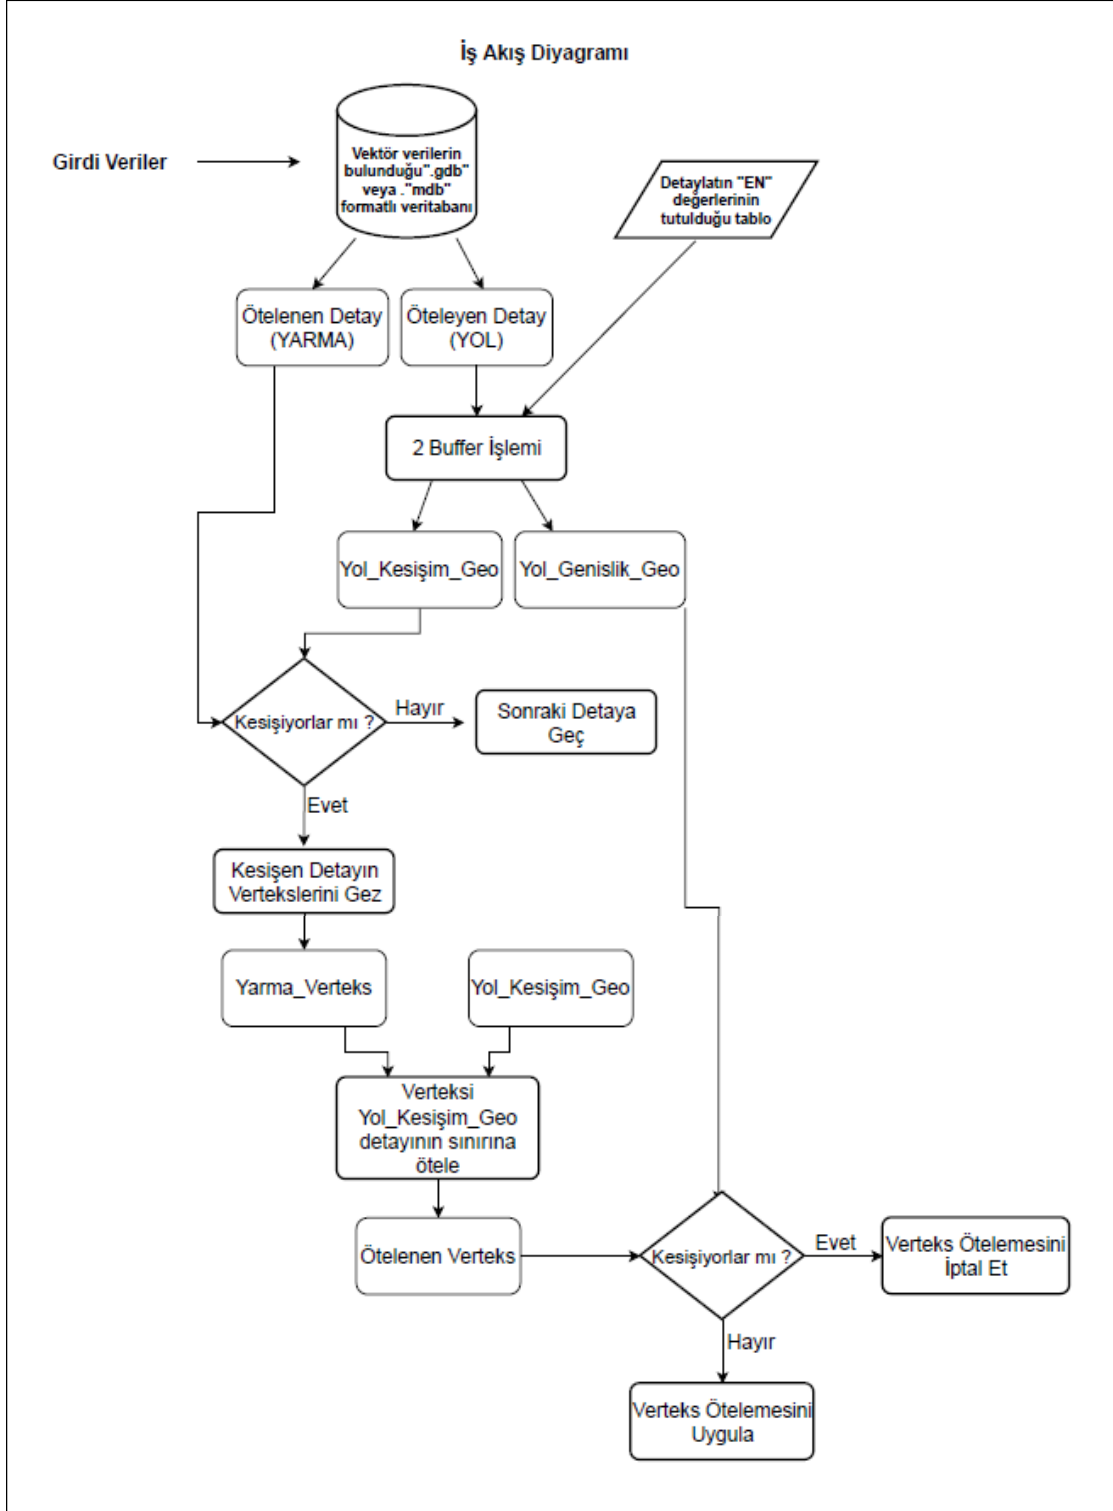 İş Akış Diyagramı
Girdi Veriler
Vektör verilerin
bulunduğu".gdb"
veya ."mdb"
formatlı veritabanı
Detaylatın "EN"
değerlerinin
tutulduğu tablo
Ötelenen Detay
(YARMA)
Öteleyen Detay
(YOL)
2 Buffer İşlemi
Yol_Kesişim_Geo
Yol_Genislik_Geo
Kesişiyorlar mı ?
Hayır
Sonraki Detaya
Geç
Evet
Kesişen Detayın
Vertekslerini Gez
Yarma_Verteks
Yol_Kesişim_Geo
Verteksi
Yol_Kesişim_Geo
detayının sınırına
ötele
Ötelenen Verteks
Kesişiyorlar mı ?
Evet
Verteks Ötelemesini
İptal Et
Hayır
Verteks Ötelemesini
Uygula